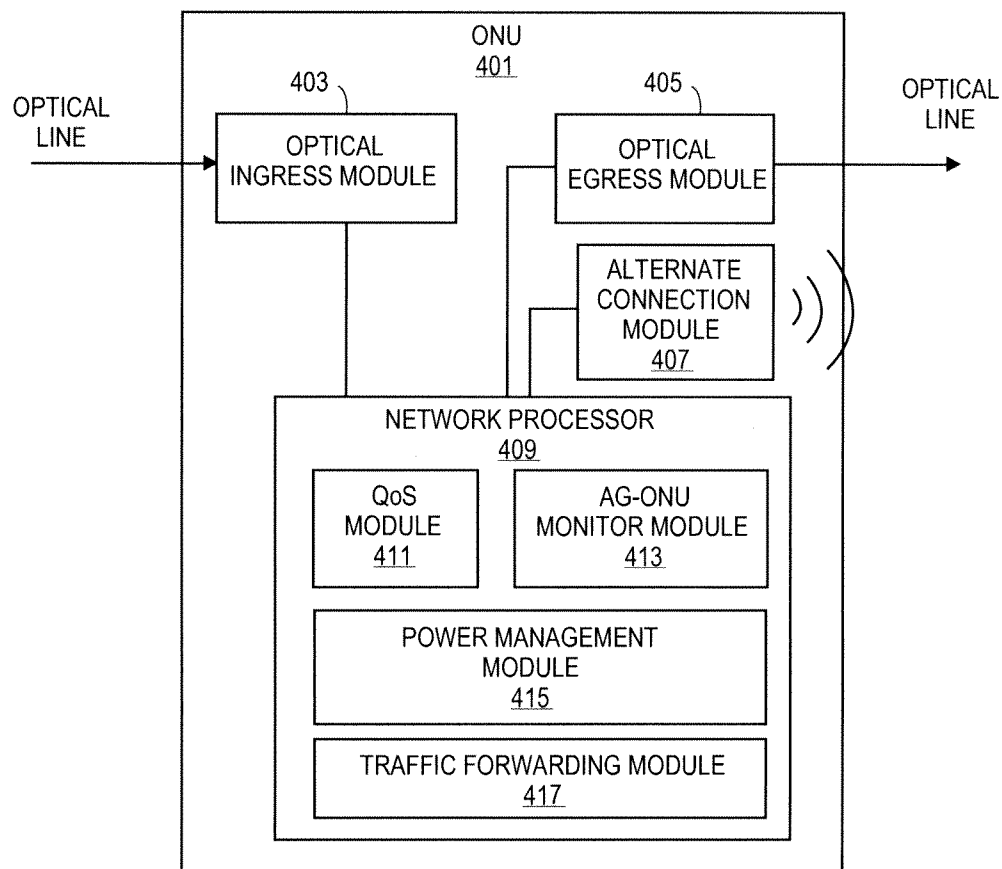 ONU
401
403
405
OPTICAL
LINE
OPTICAL
LINE
OPTICAL
INGRESS MODULE
OPTICAL
EGRESS MODULE
ALTERNATE
CONNECTION
MODULE
407
NETWORK PROCESSOR
409
QoS
MODULE
411
AG-ONU
MONITOR MODULE
413
POWER MANAGEMENT
MODULE
415
TRAFFIC FORWARDING MODULE
417